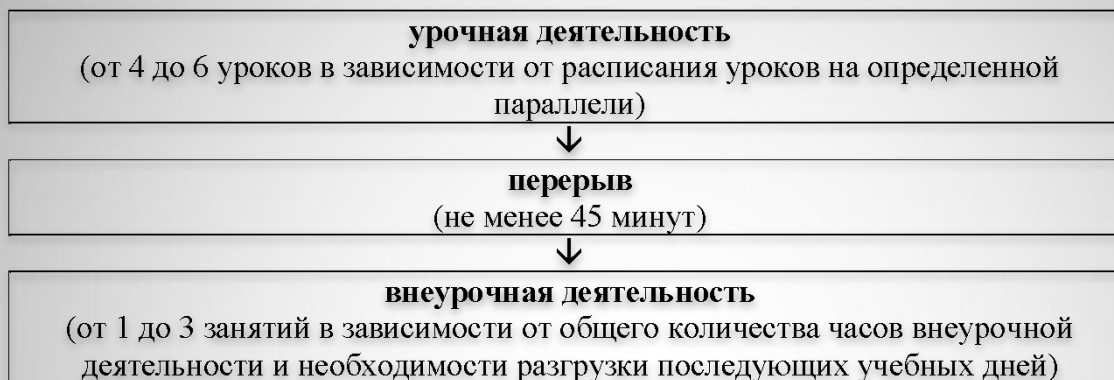 урочная деятельность
(от 4 до 6 уроков в зависимости от расписания уроков на определенной
параллели)
↓
перерыв
(не менее 45 минут)
↓
внеурочная деятельность
(от 1 до 3 занятий в зависимости от общего количества часов внеурочной
деятельности и необходимости разгрузки последующих учебных дней)